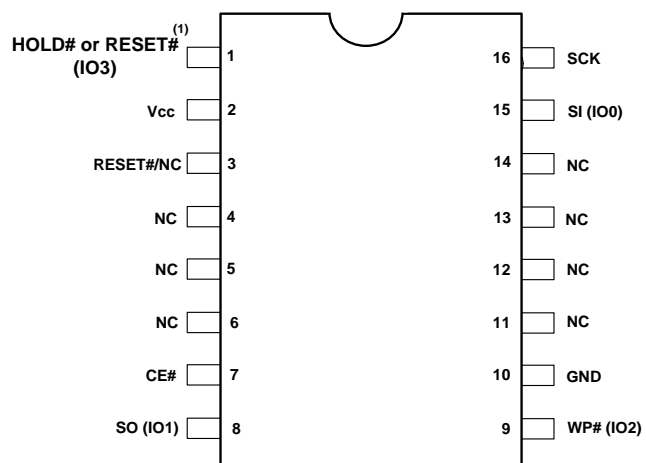 HOLD# or RESET# (1)
(IO3)
1
16
SCK
Vcc
2
15
SI (IO0)
RESET#/NC
3
14
NC
NC
4
13
NC
NC
5
12
NC
NC
6
11
NC
CE#
7
10
GND
SO (IO1)
8
9
WP# (IO2)